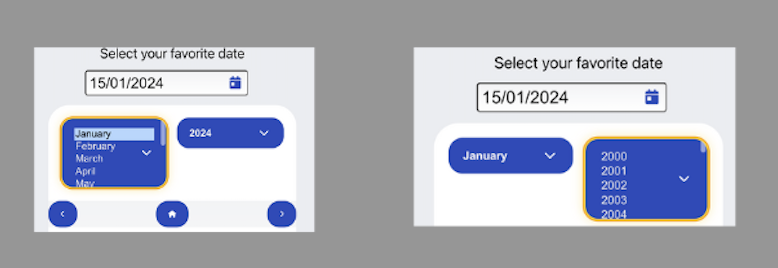 Select your favorite date
15/01/2024
January
February
March
April
May
2024
Select your favorite date
15/01/2024
January
2000
2001
2002
2003
2004